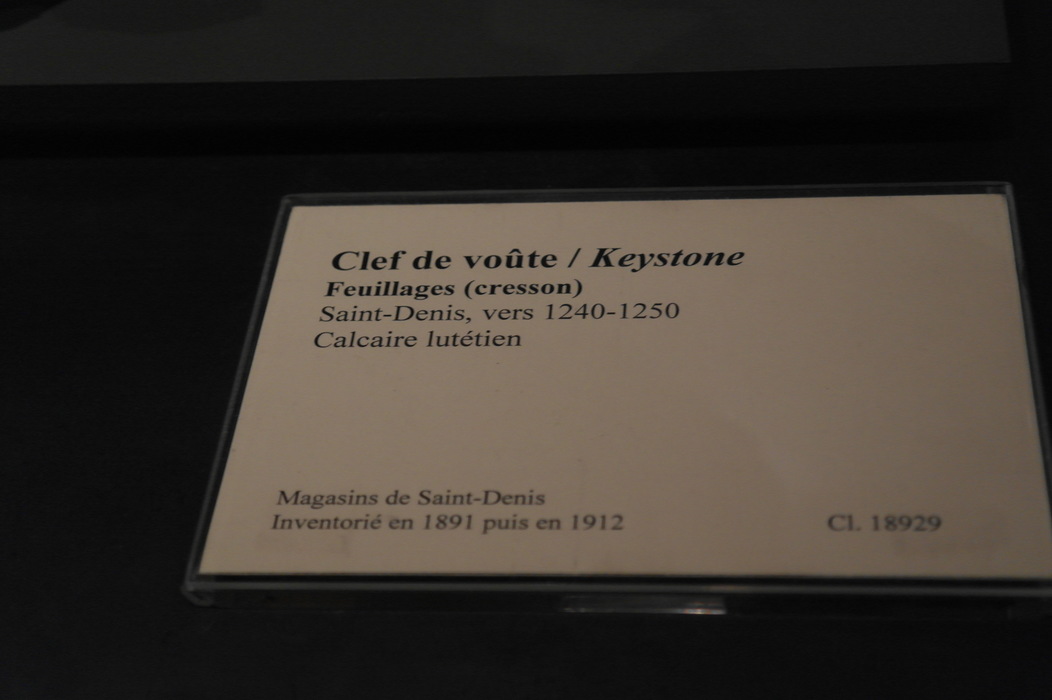 Clef de voûte / Keystone
Feuillages (cresson)
Saint-Denis, vers 1240-1250
Calcaire lutétien
Magasins de Saint-Denis
Inventorié en 1891 puis en 1912
Cl. 18929